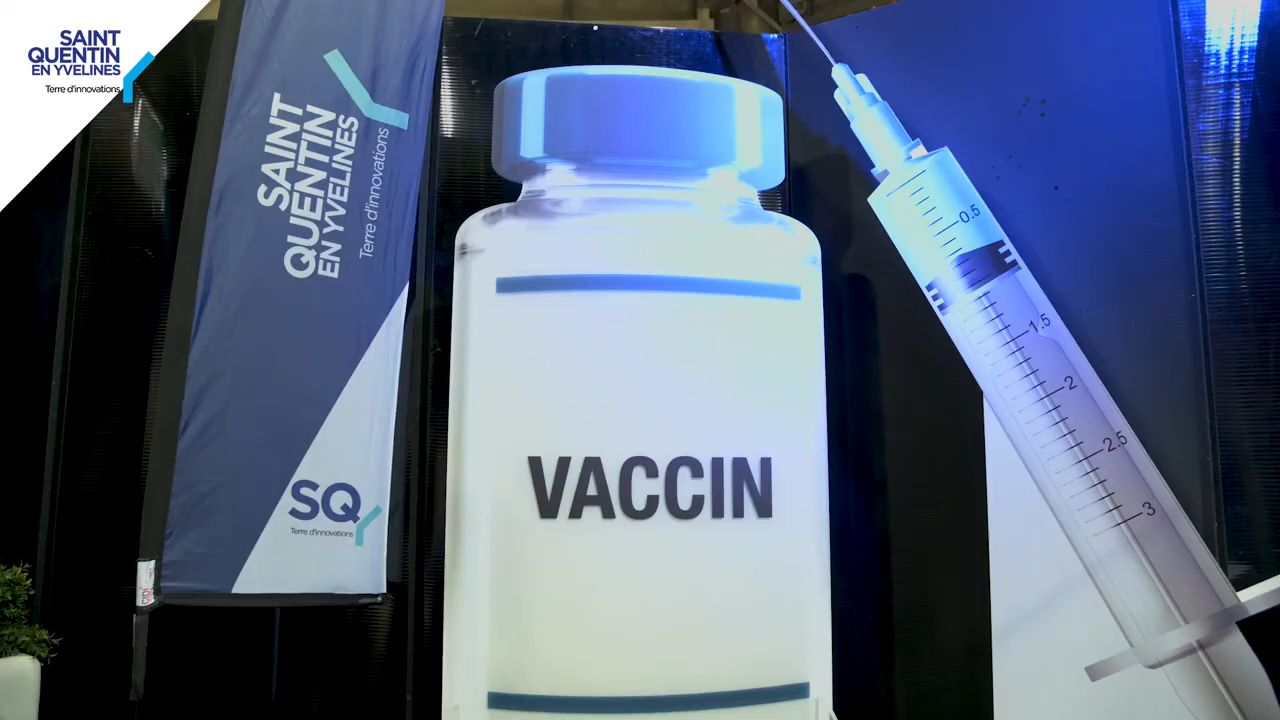 SAINT
QUENTIN
EN YVELINES
Terre d'innovations
SAINT
QUENTIN
EN YVELINES
Terre d'innovations
SQY
Terre d'innovations
VACCIN
0.5
1.5
2
2.5
3